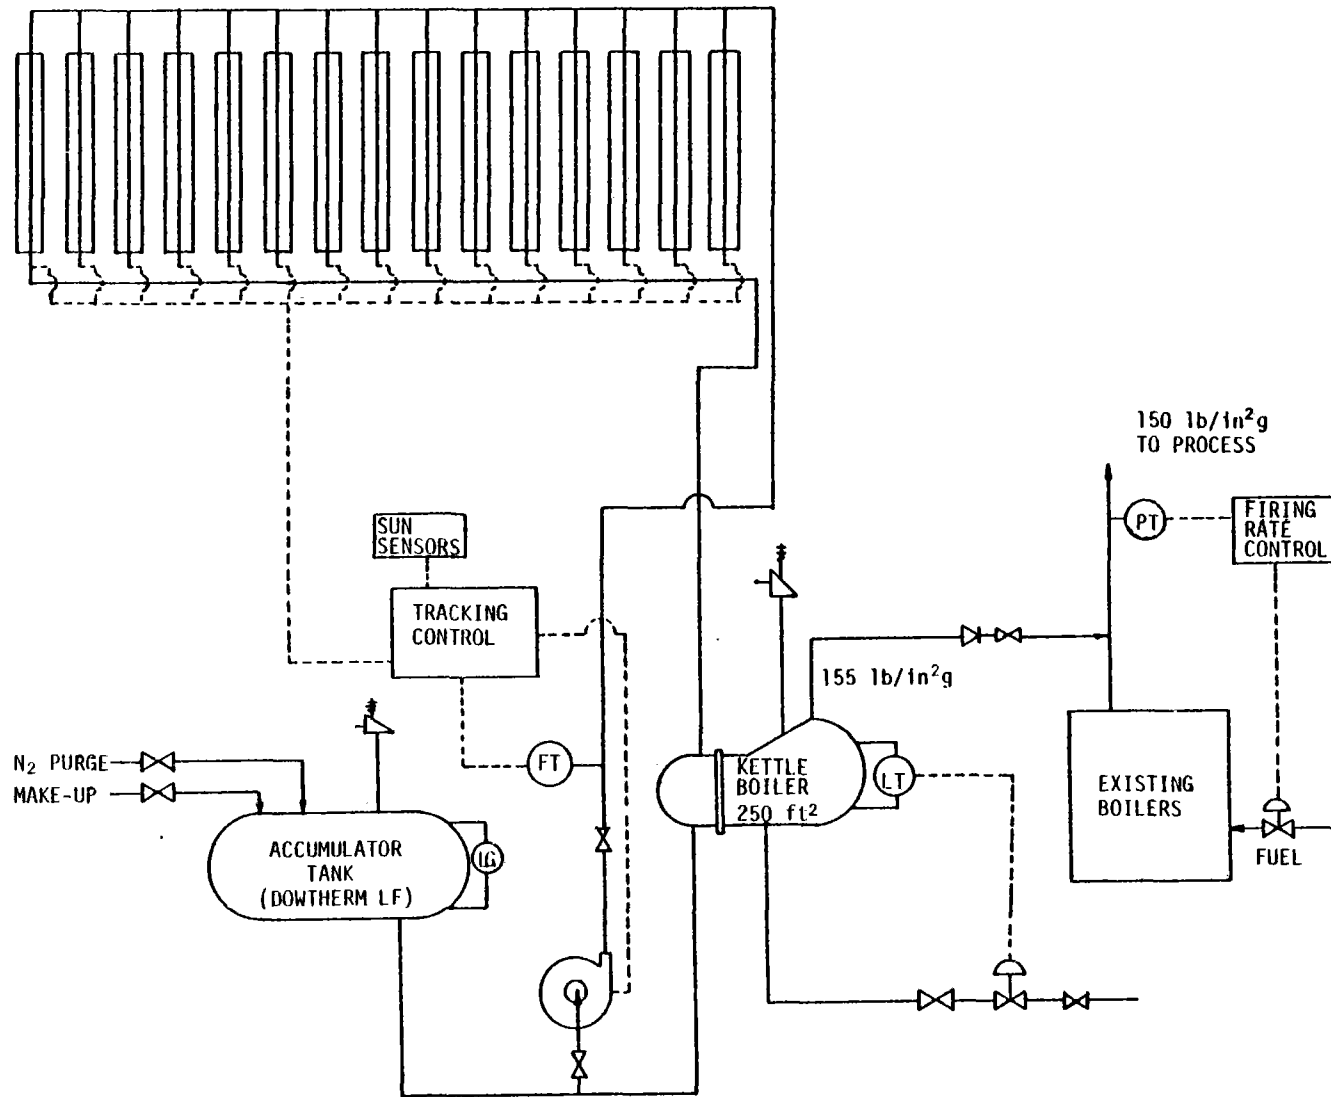 150 lb/in²g
TO PROCESS
PT
FIRING
RATE
CONTROL
SUN
SENSORS
TRACKING
CONTROL
155 lb/in²g
N₂ PURGE
MAKE-UP
FT
KETTLE
BOILER
250 ft²
LT
EXISTING
BOILERS
FUEL
ACCUMULATOR
TANK
(DOWTHERM LF)
LG